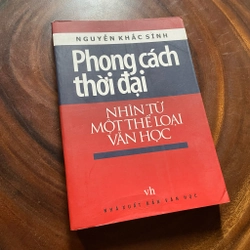 NGUYỄN KHẮC SÍNH
Phong cách
thời đại
NHÌN TỪ
MỘT THỂ LOẠI
VĂN HỌC
vh
NHÀ XUẤT BẢN VĂN HỌC